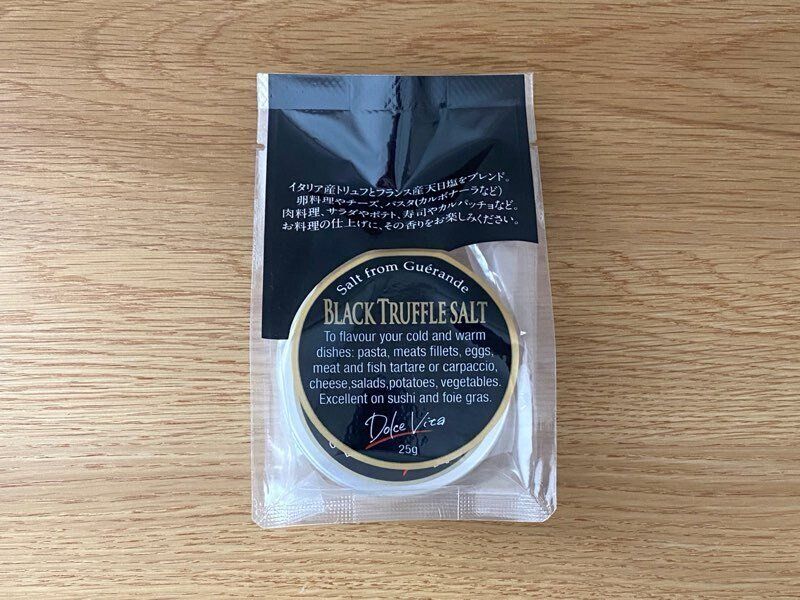 イタリア産トリュフとフランス産天日塩をブレンド。
卵料理やチーズ、パスタ(カルボナーラなど)
肉料理、サラダやポテト、寿司やカルパッチョなど。
お料理の仕上げに、その香りをお楽しみください。
Salt from Guérande
BLACK TRUFFLE SALT
To flavour your cold and warm
dishes: pasta, meats fillets, eggs,
meat and fish tartare or carpaccio,
cheese,salads,potatoes, vegetables.
Excellent on sushi and foie gras.
Dolce Vita
25g